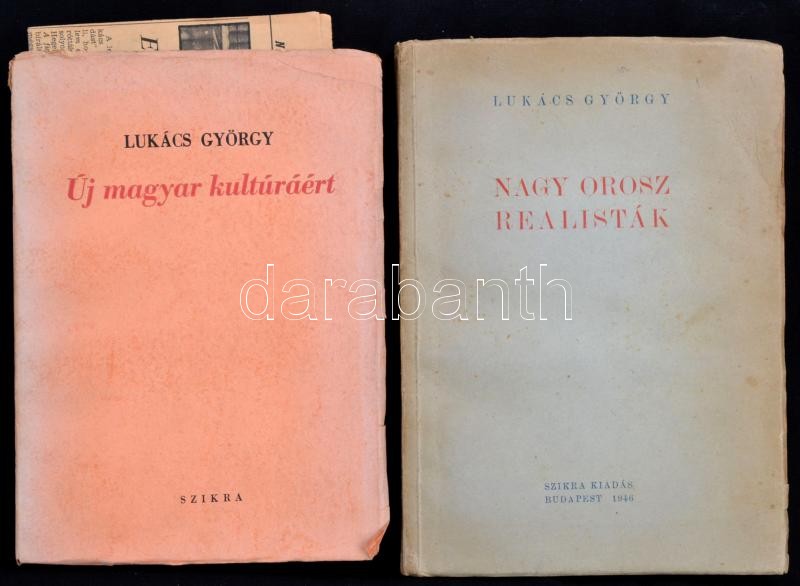 LUKÁCS GYÖRGY
Új magyar kultúráért
SZIKRA
LUKÁCS GYÖRGY
NAGY OROSZ
REALISTÁK
SZIKRA KIADÁS
BUDAPEST 1946
darabanth